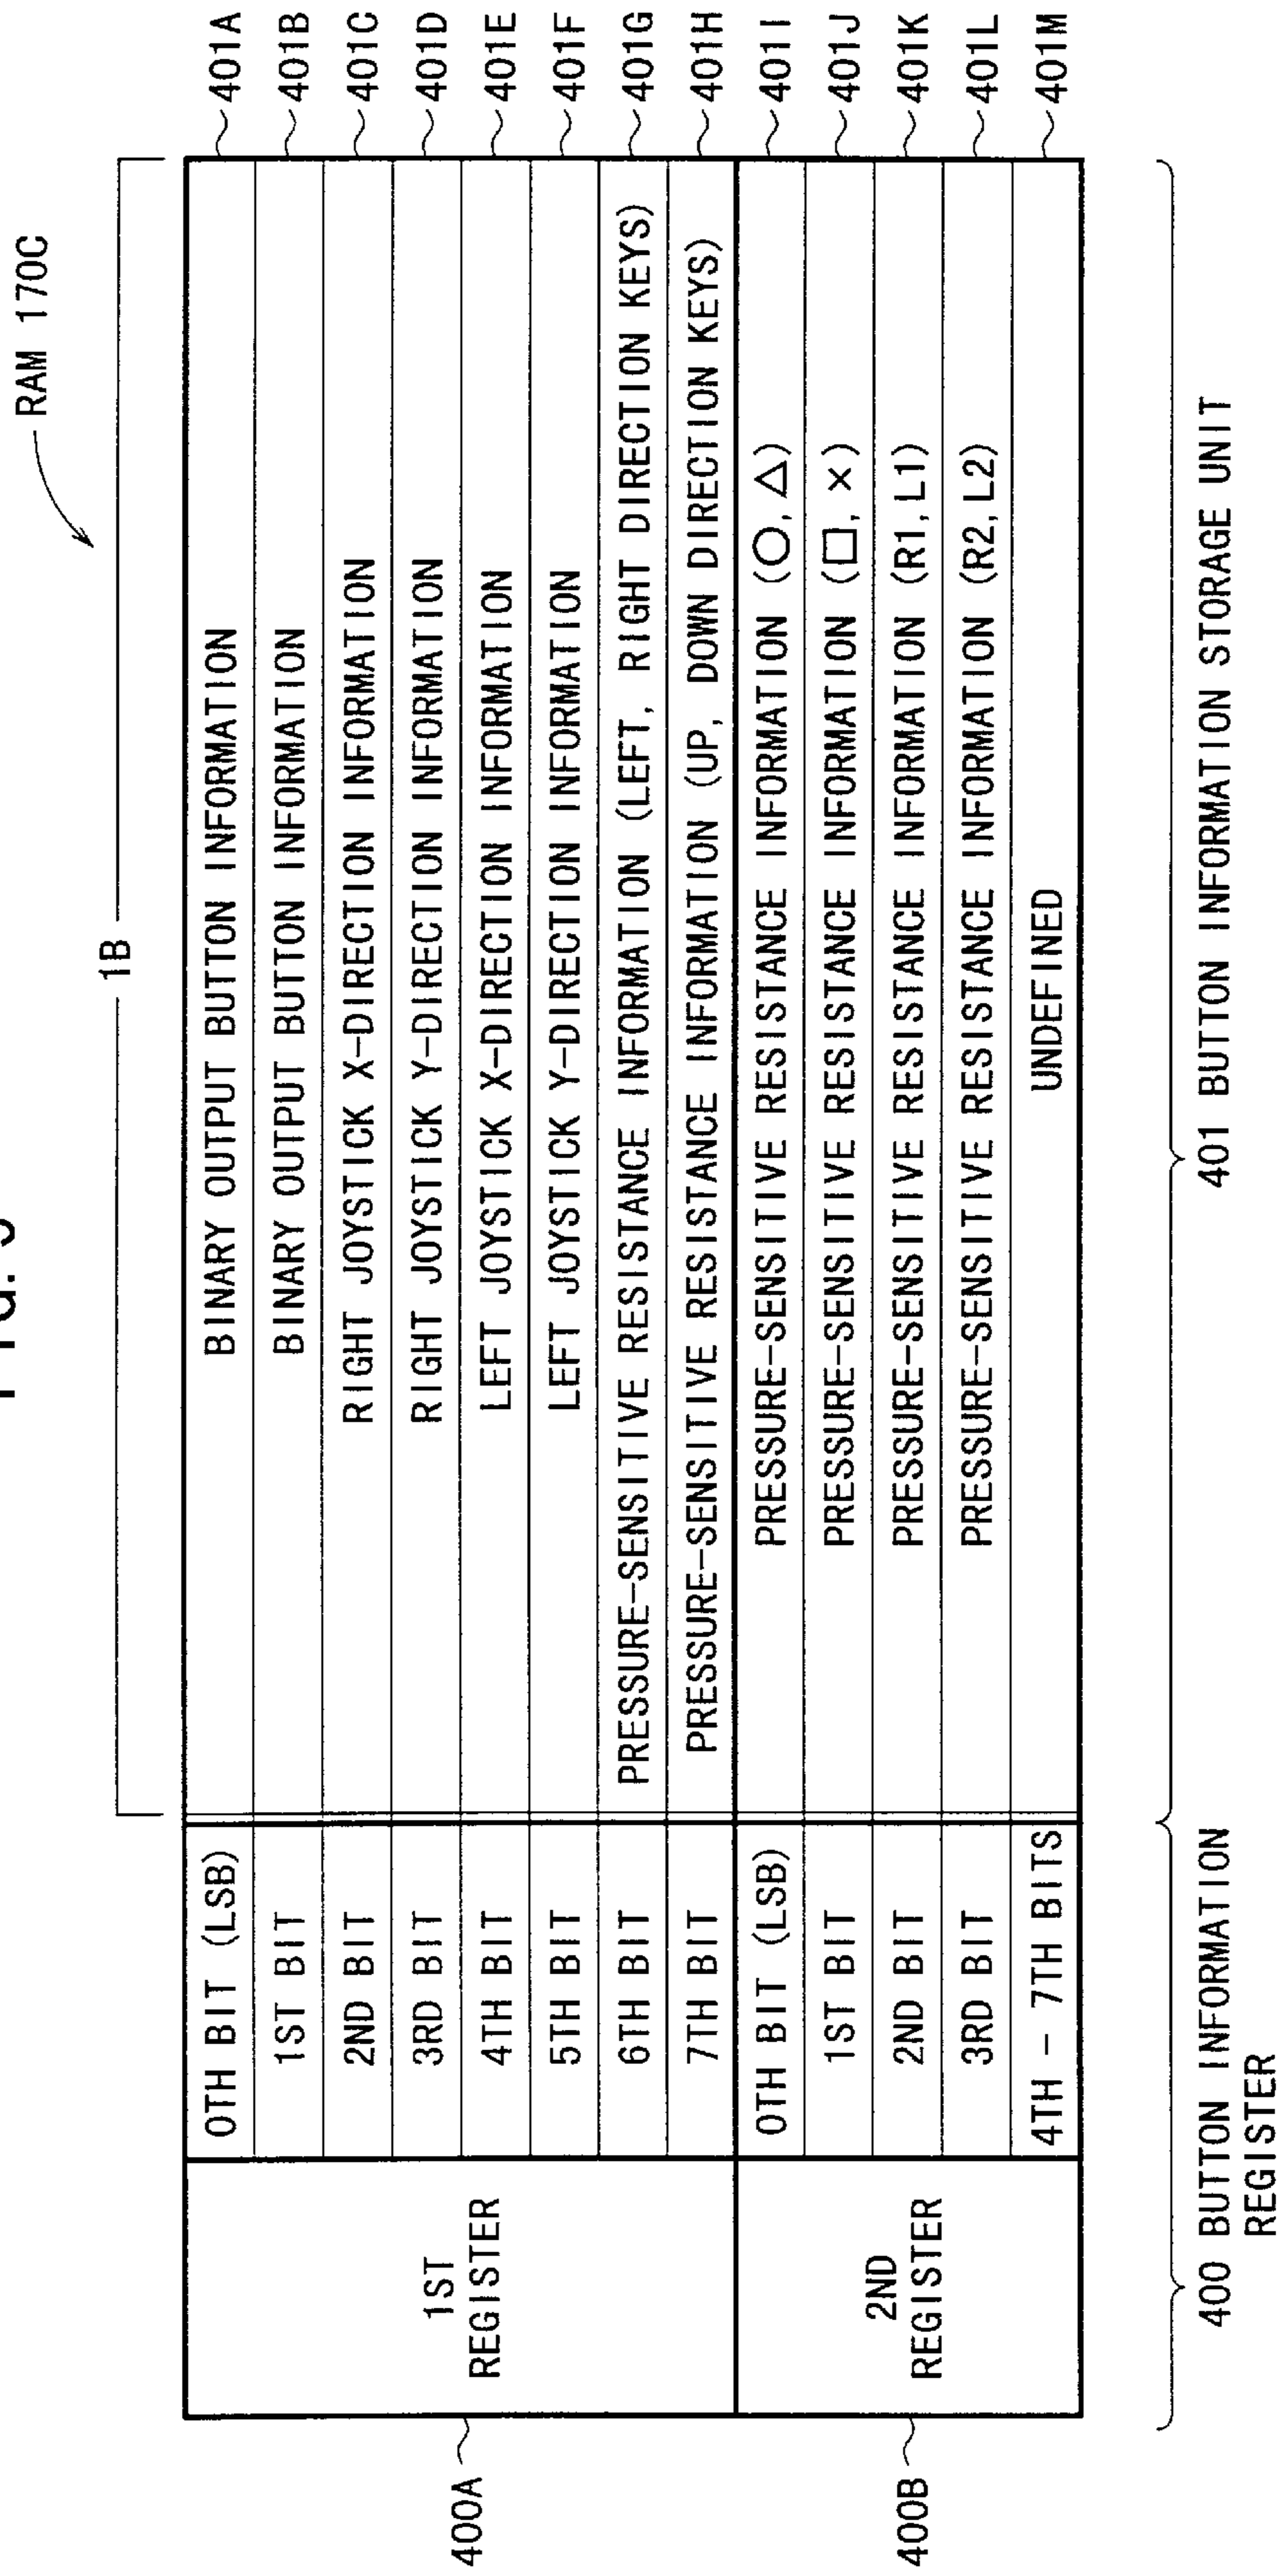 RAM 170C
1B
1ST REGISTER
0TH BIT (LSB) BINARY OUTPUT BUTTON INFORMATION 401A
1ST BIT BINARY OUTPUT BUTTON INFORMATION 401B
2ND BIT RIGHT JOYSTICK X-DIRECTION INFORMATION 401C
3RD BIT RIGHT JOYSTICK Y-DIRECTION INFORMATION 401D
400A
4TH BIT LEFT JOYSTICK X-DIRECTION INFORMATION 401E
5TH BIT LEFT JOYSTICK Y-DIRECTION INFORMATION 401F
6TH BIT PRESSURE-SENSITIVE RESISTANCE INFORMATION (LEFT, RIGHT DIRECTION KEYS) 401G
7TH BIT PRESSURE-SENSITIVE RESISTANCE INFORMATION (UP, DOWN DIRECTION KEYS) 401H
2ND REGISTER
0TH BIT (LSB) PRESSURE-SENSITIVE RESISTANCE INFORMATION (○, △) 401I
1ST BIT PRESSURE-SENSITIVE RESISTANCE INFORMATION (□, ×) 401J
400B
2ND BIT PRESSURE-SENSITIVE RESISTANCE INFORMATION (R1, L1) 401K
3RD BIT PRESSURE-SENSITIVE RESISTANCE INFORMATION (R2, L2) 401L
4TH - 7TH BITS UNDEFINED 401M
400 BUTTON INFORMATION
REGISTER
401 BUTTON INFORMATION STORAGE UNIT